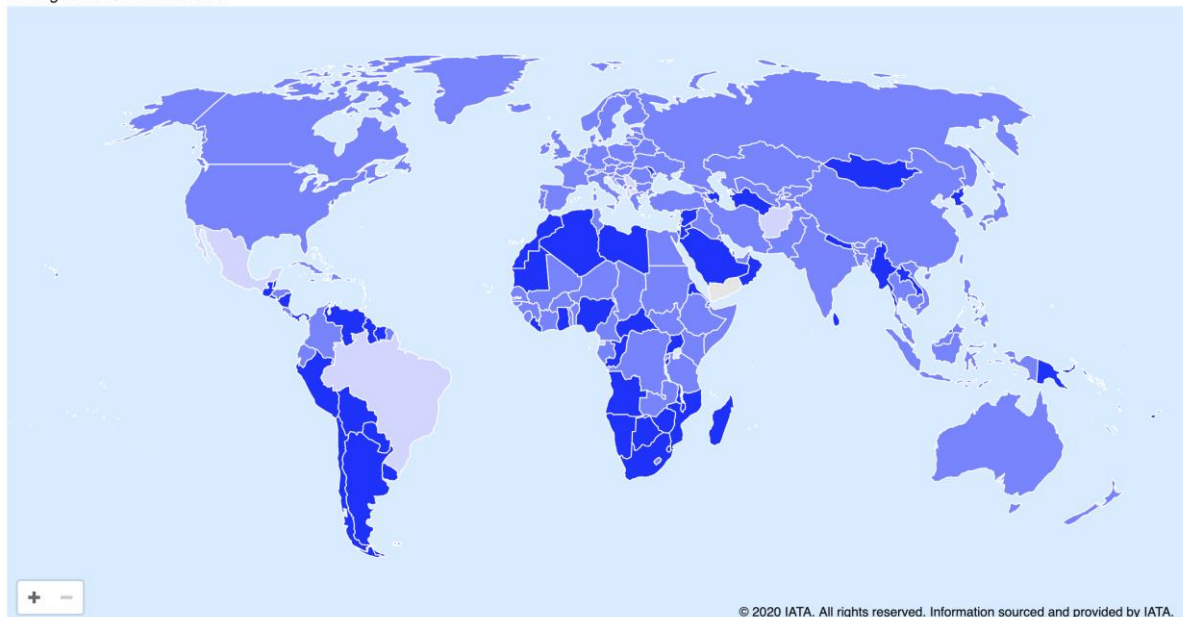 + −
© 2020 IATA. All rights reserved. Information sourced and provided by IATA.